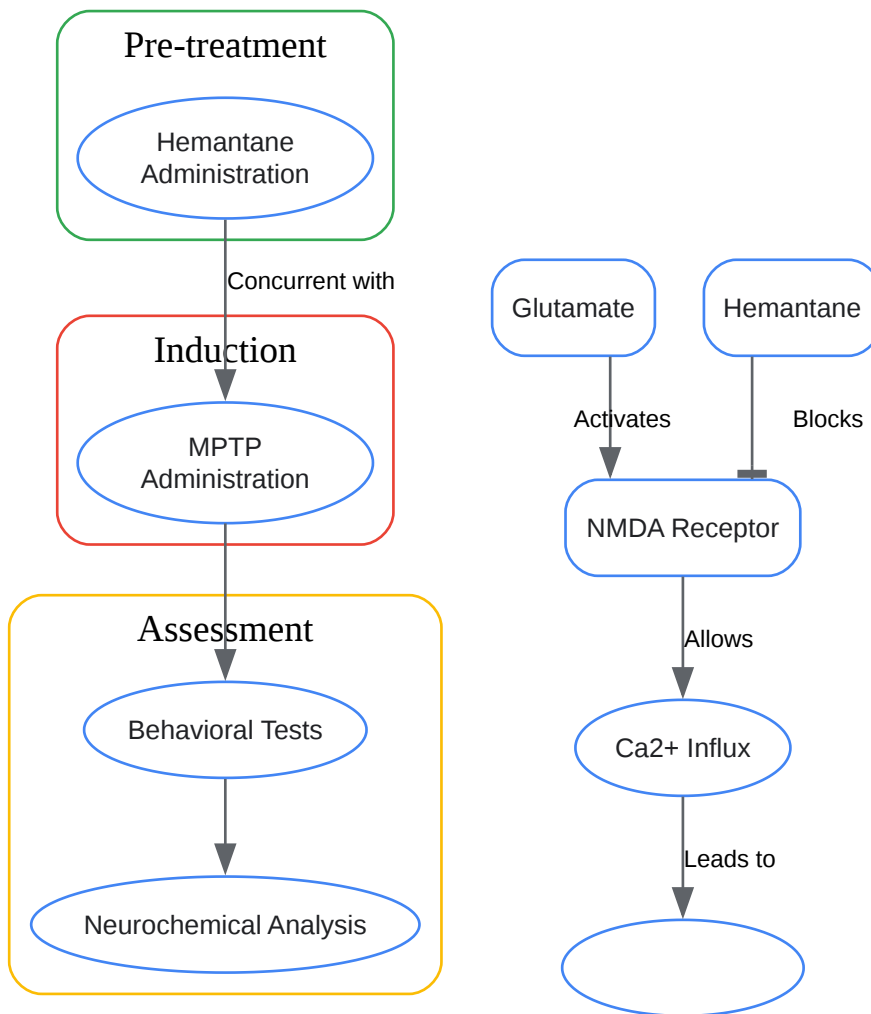 Pre-treatment
Hemantane
Administration
Concurrent with
Induction
MPTP
Administration
Assessment
Behavioral Tests
Neurochemical Analysis
Glutamate
Hemantane
Activates
Blocks
NMDA Receptor
Allows
Ca2+ Influx
Leads to